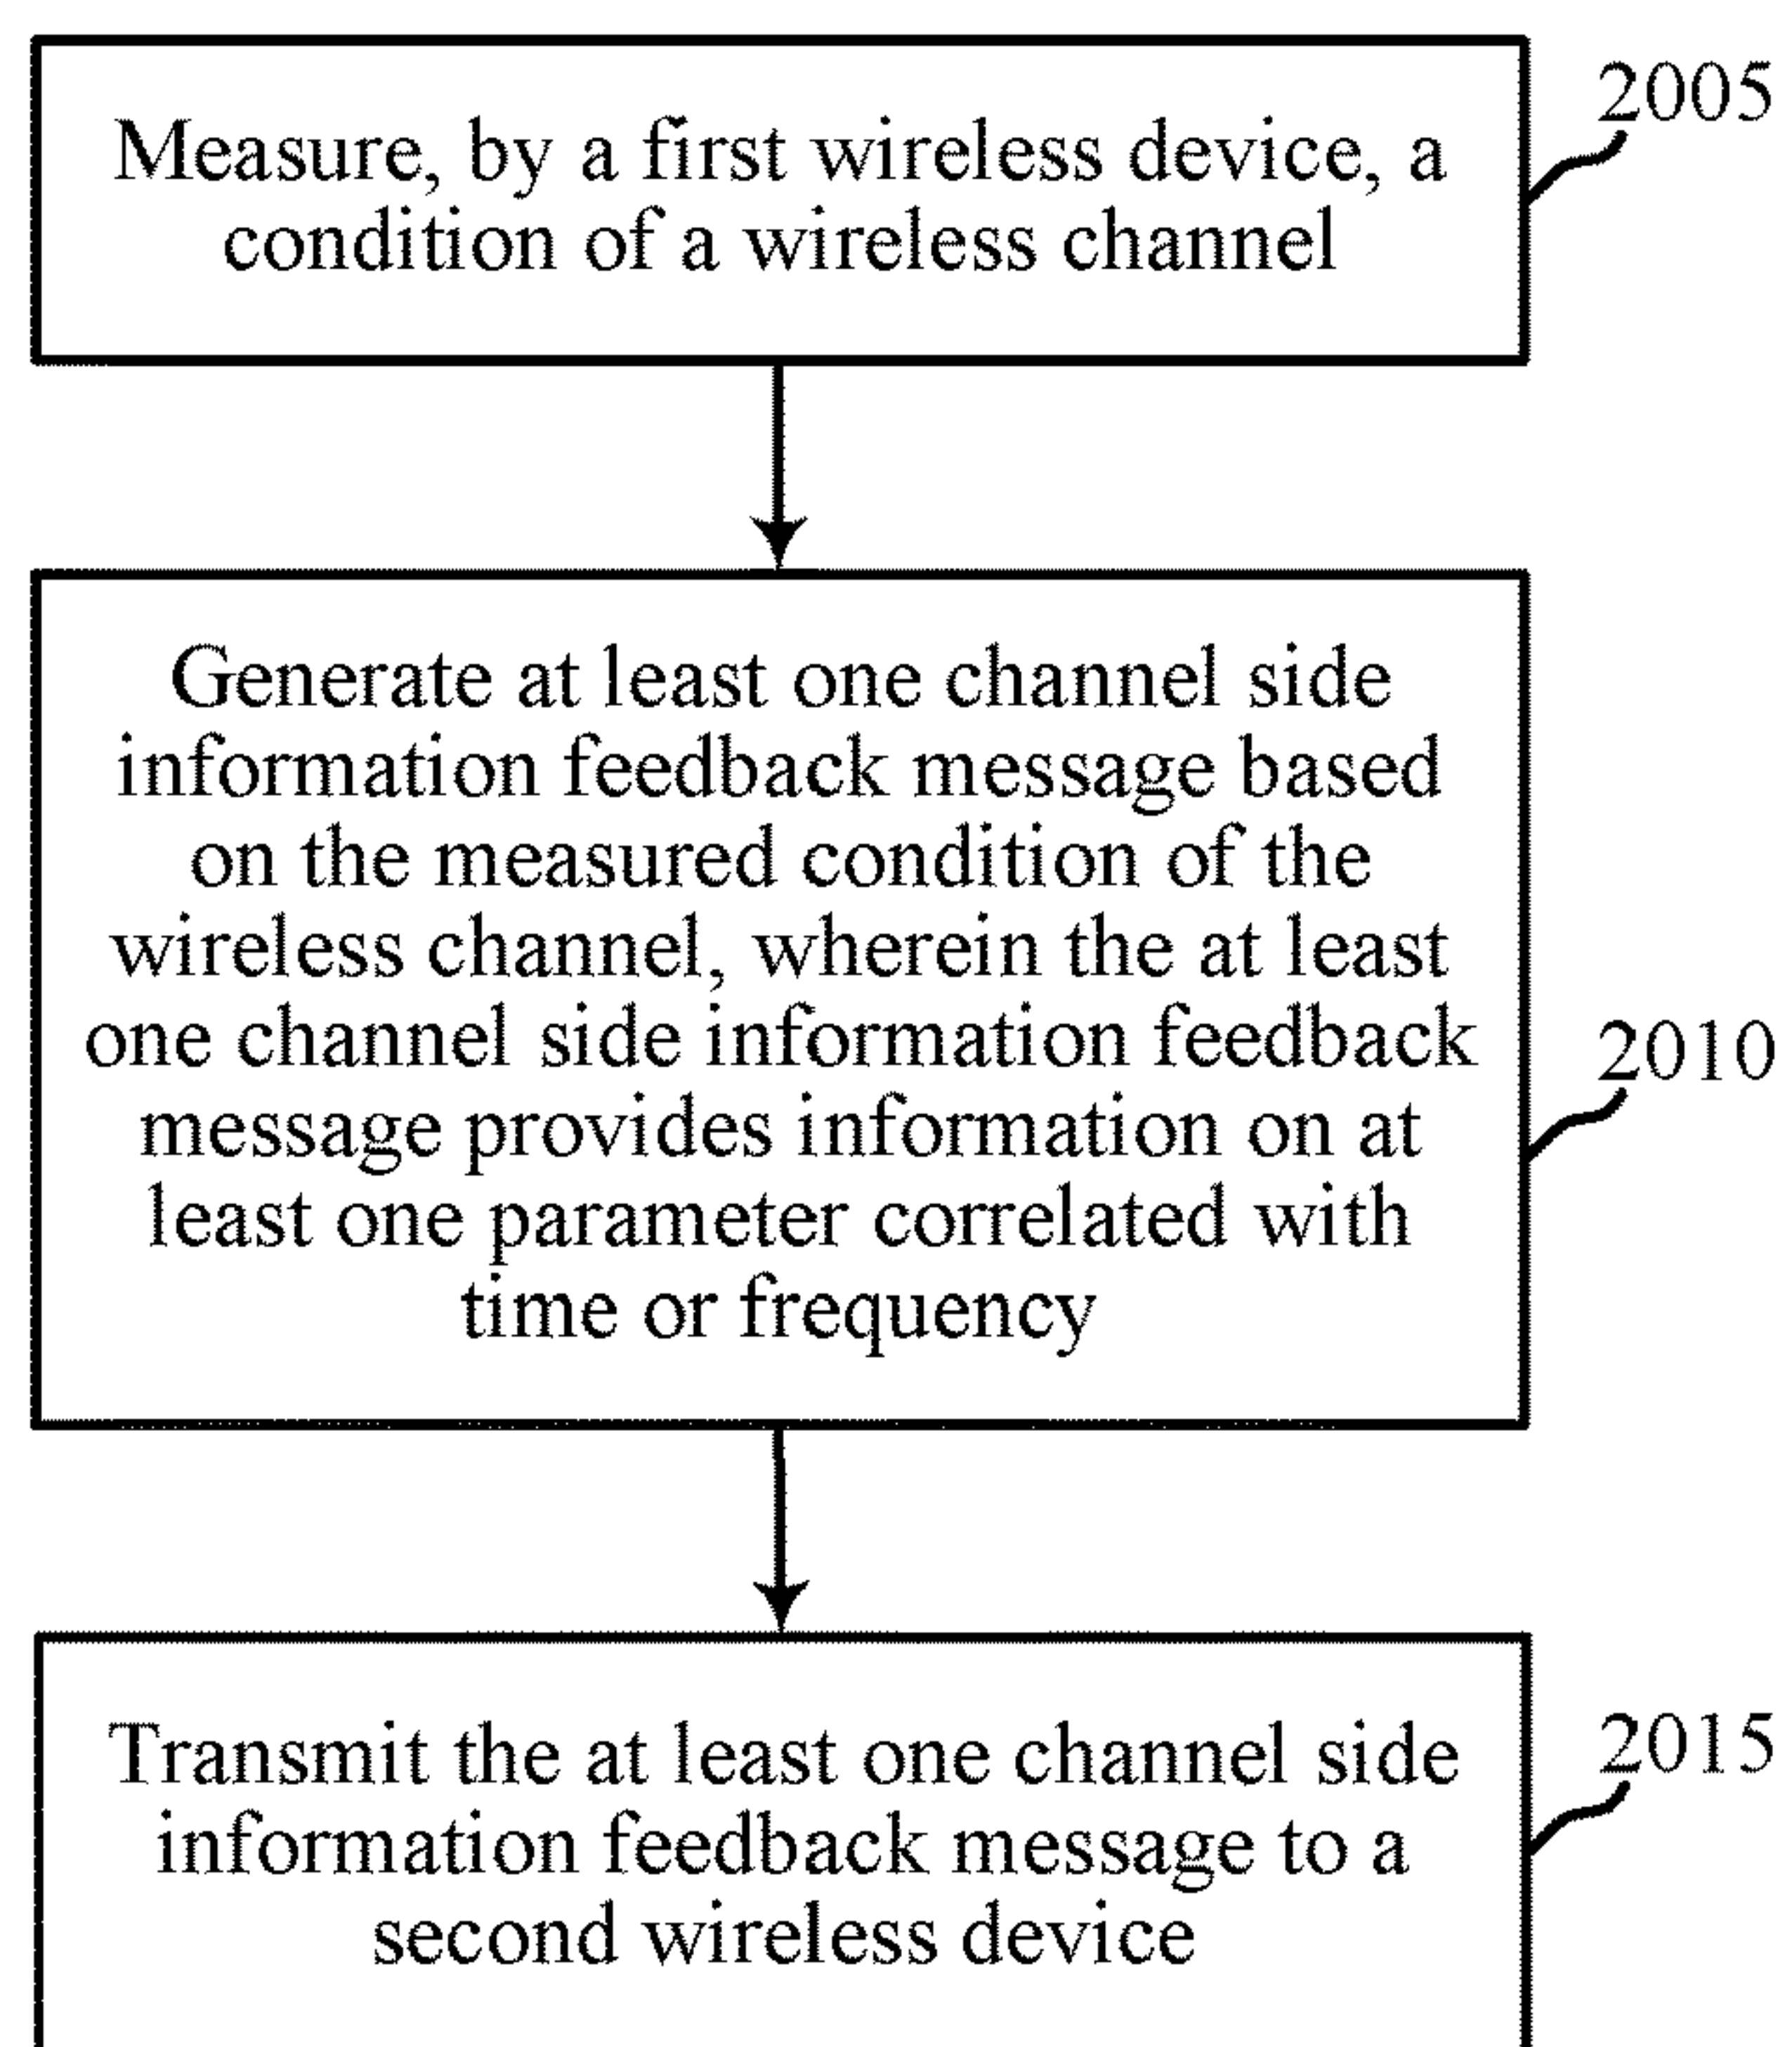 2005
Measure, by a first wireless device, a
condition of a wireless channel
Generate at least one channel side
information feedback message based
on the measured condition of the
wireless channel, wherein the at least
one channel side information feedback
message provides information on at
least one parameter correlated with
time or frequency
2010
Transmit the at least one channel side
information feedback message to a
second wireless device
2015